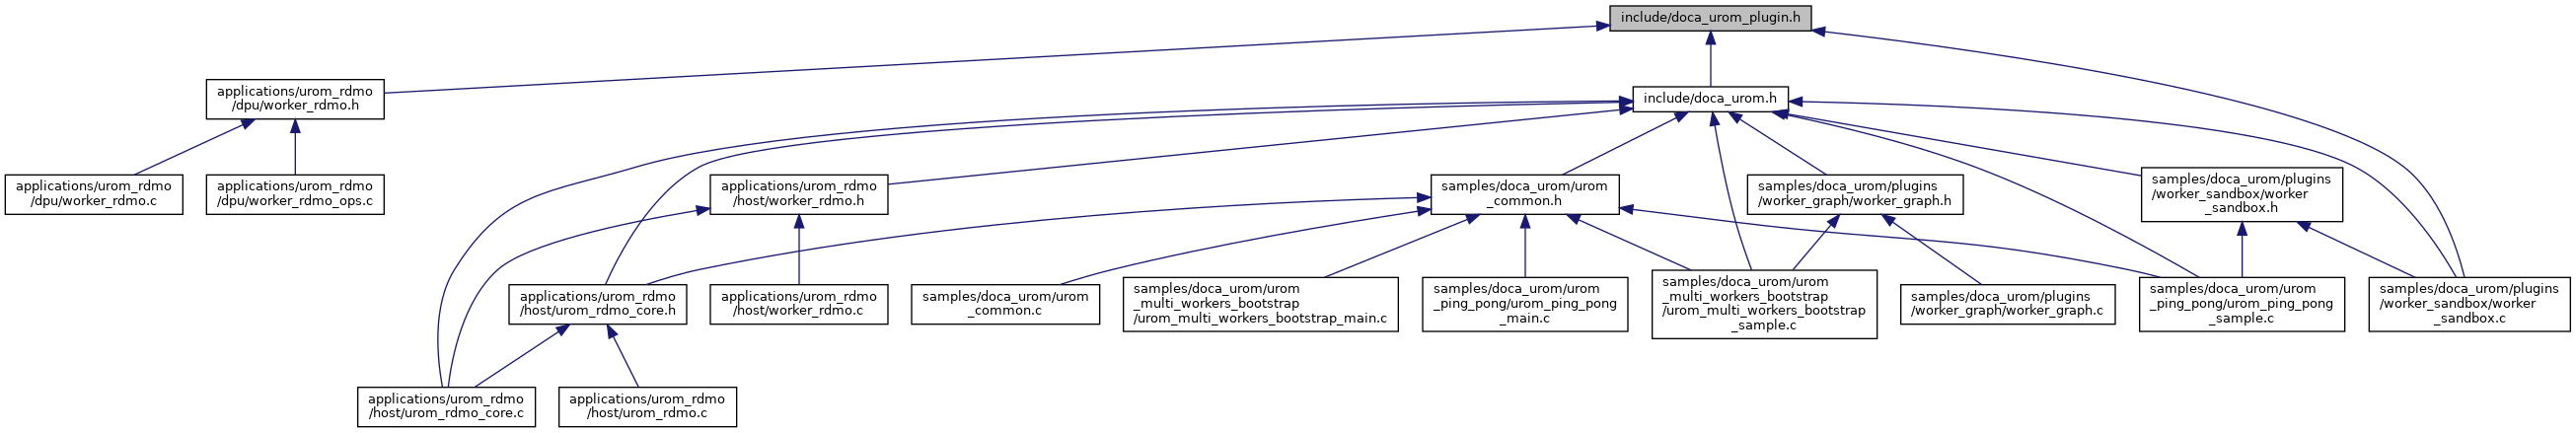 include/doca_urom_plugin.h
applications/urom_rdmo
/dpu/worker_rdmo.h
include/doca_urom.h
applications/urom_rdmo
/dpu/worker_rdmo.c
applications/urom_rdmo
/dpu/worker_rdmo_ops.c
applications/urom_rdmo
/host/worker_rdmo.h
samples/doca_urom/urom
_common.h
samples/doca_urom/plugins
/worker_graph/worker_graph.h
samples/doca_urom/plugins
/worker_sandbox/worker
_sandbox.h
applications/urom_rdmo
/host/urom_rdmo_core.h
applications/urom_rdmo
/host/worker_rdmo.c
samples/doca_urom/urom
_common.c
samples/doca_urom/urom
_multi_workers_bootstrap
/urom_multi_workers_bootstrap_main.c
samples/doca_urom/urom
_ping_pong/urom_ping_pong
_main.c
samples/doca_urom/urom
_multi_workers_bootstrap
/urom_multi_workers_bootstrap
_sample.c
samples/doca_urom/plugins
/worker_graph/worker_graph.c
samples/doca_urom/urom
_ping_pong/urom_ping_pong
_sample.c
samples/doca_urom/plugins
/worker_sandbox/worker
_sandbox.c
applications/urom_rdmo
/host/urom_rdmo_core.c
applications/urom_rdmo
/host/urom_rdmo.c